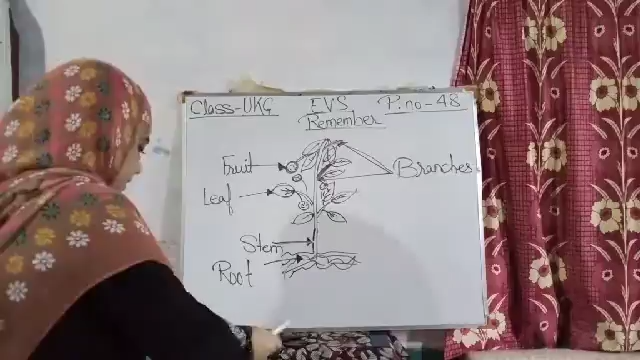 Class-UKG EVS P.no-48
Remember
Fruit
Branches
Leaf
Stem
Root